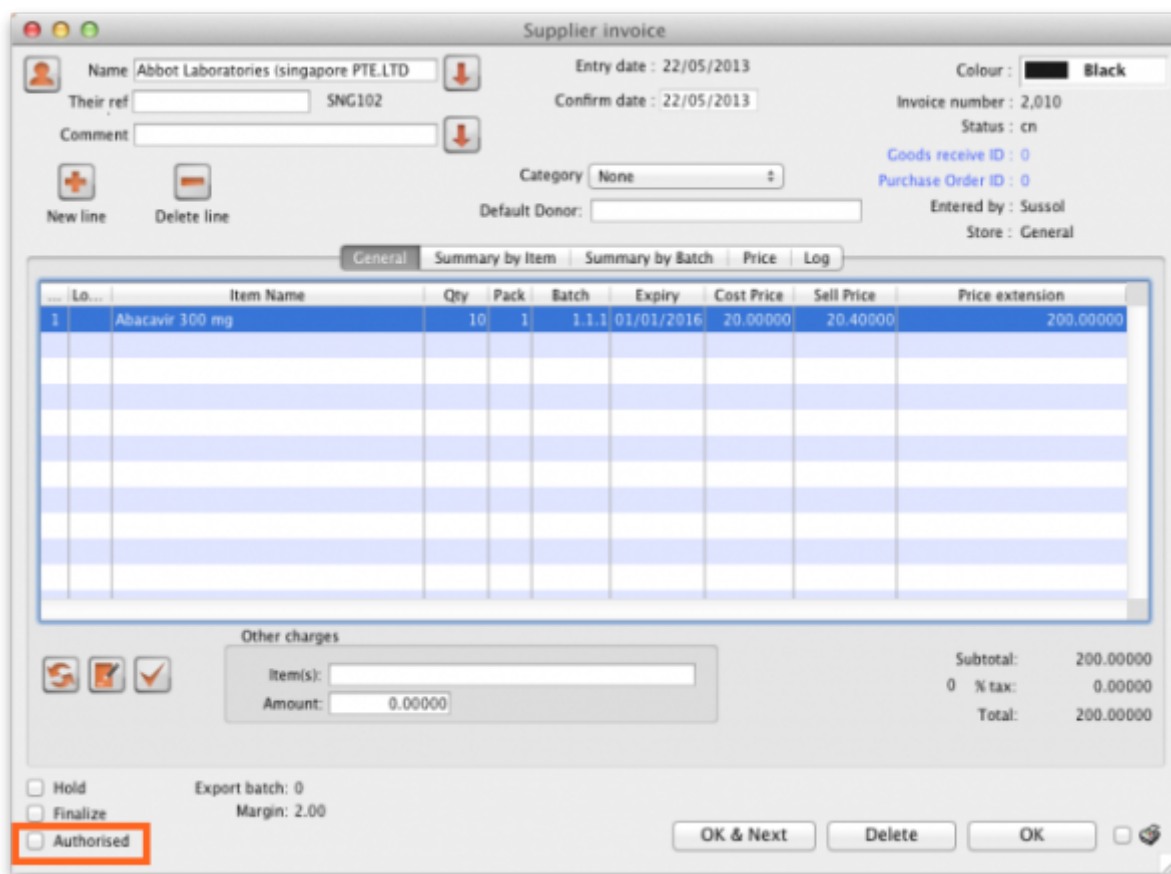 Supplier invoice
Name Abbot Laboratories (singapore PTE.LTD
Entry date : 22/05/2013
Colour : Black
Their ref
SNG102
Confirm date : 22/05/2013
Invoice number : 2,010
Comment
Status : cn
Goods receive ID : 0
Category None
Purchase Order ID : 0
New line
Delete line
Default Donor:
Entered by : Sussol
Store : General
General Summary by Item Summary by Batch Price Log
... Lo... Item Name Qty Pack Batch Expiry Cost Price Sell Price Price extension
1 Abacavir 300 mg 10 1 1.1.1 01/01/2016 20.00000 20.40000 200.00000
Other charges
Item(s):
Amount: 0.00000
Subtotal: 200.00000
0 % tax: 0.00000
Total: 200.00000
Hold
Export batch: 0
Finalize
Margin: 2.00
Authorised
OK & Next
Delete
OK